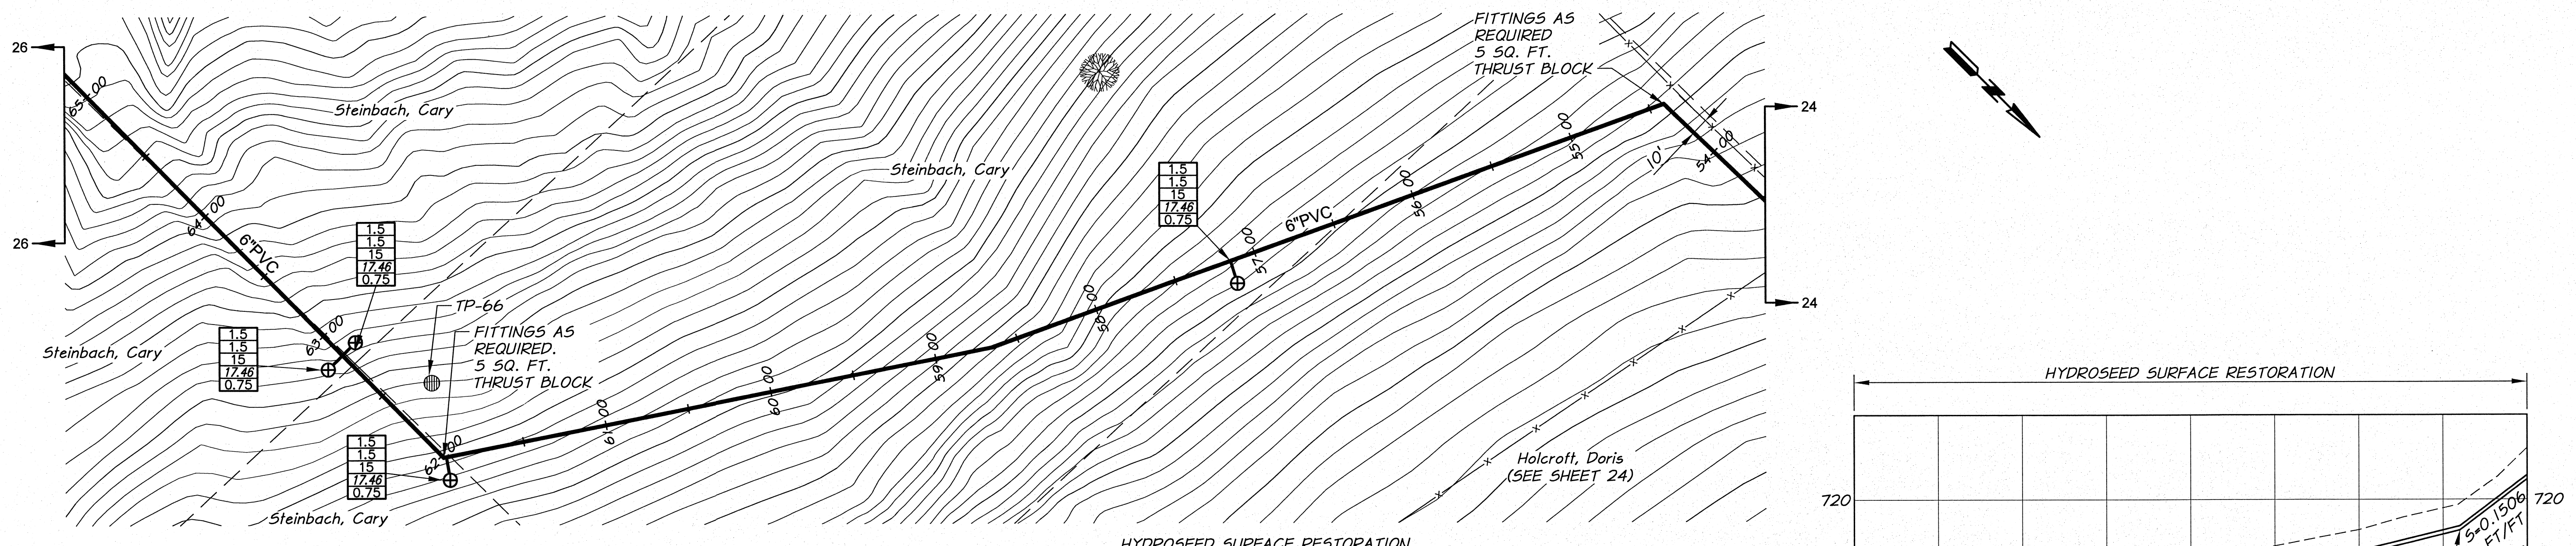 FITTINGS AS
REQUIRED
5 SQ. FT.
THRUST BLOCK
26
65+00
Steinbach, Cary
24
54+00
10'
55+00
Steinbach, Cary
1.5
1.5
15
17.46
0.75
56+00
6"PVC
57+00
64+00
1.5
1.5
15
17.46
0.75
26
6"PVC
58+00
24
TP-66
63+00
FITTINGS AS
REQUIRED.
5 SQ. FT.
THRUST BLOCK
1.5
1.5
15
17.46
0.75
Steinbach, Cary
59+00
60+00
61+00
62+00
1.5
1.5
15
17.46
0.75
Steinbach, Cary
Holcroft, Doris
(SEE SHEET 24)
HYDROSEED SURFACE RESTORATION
HYDROSEED SURFACE RESTORATION
720
720
S=0.1506
FT/FT